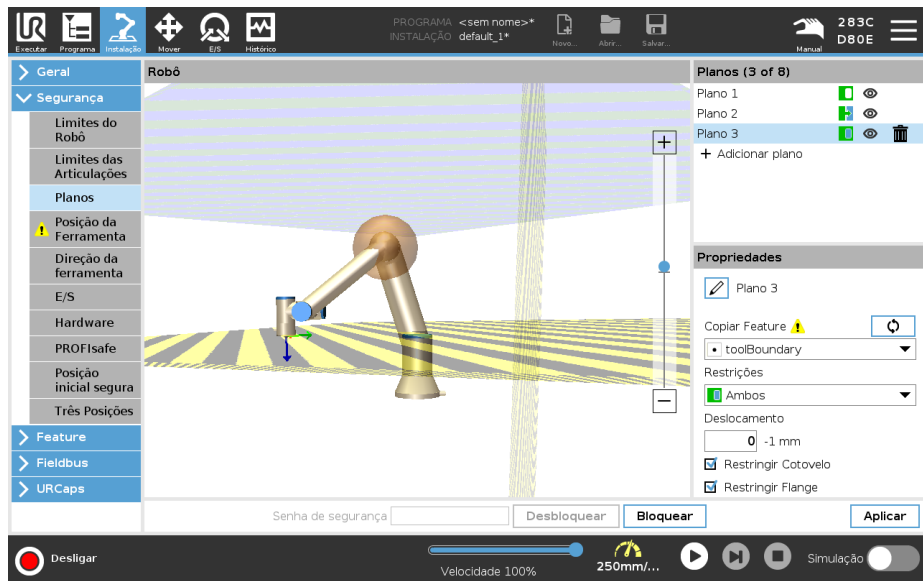 UR
PROGRAMA <sem nome>*
INSTALAÇÃO default_1*
Executar
Programa
Instalação
Mover
E/S
Histórico
Novo...
Abrir...
Salvar...
Manual
283C
D80E
Geral
Segurança
Limites do
Robô
Limites das
Articulações
Planos
Posição da
Ferramenta
Direção da
ferramenta
E/S
Hardware
PROFIsafe
Posição
inicial segura
Três Posições
Feature
Fieldbus
URCaps
Robô
Planos (3 of 8)
Plano 1
Plano 2
Plano 3
+ Adicionar plano
Propriedades
Plano 3
Copiar Feature
toolBoundary
Restrições
Ambos
Deslocamento
0 -1 mm
Restringir Cotovelo
Restringir Flange
Senha de segurança
Desbloquear
Bloquear
Aplicar
Desligar
Velocidade 100%
250mm/...
Simulação